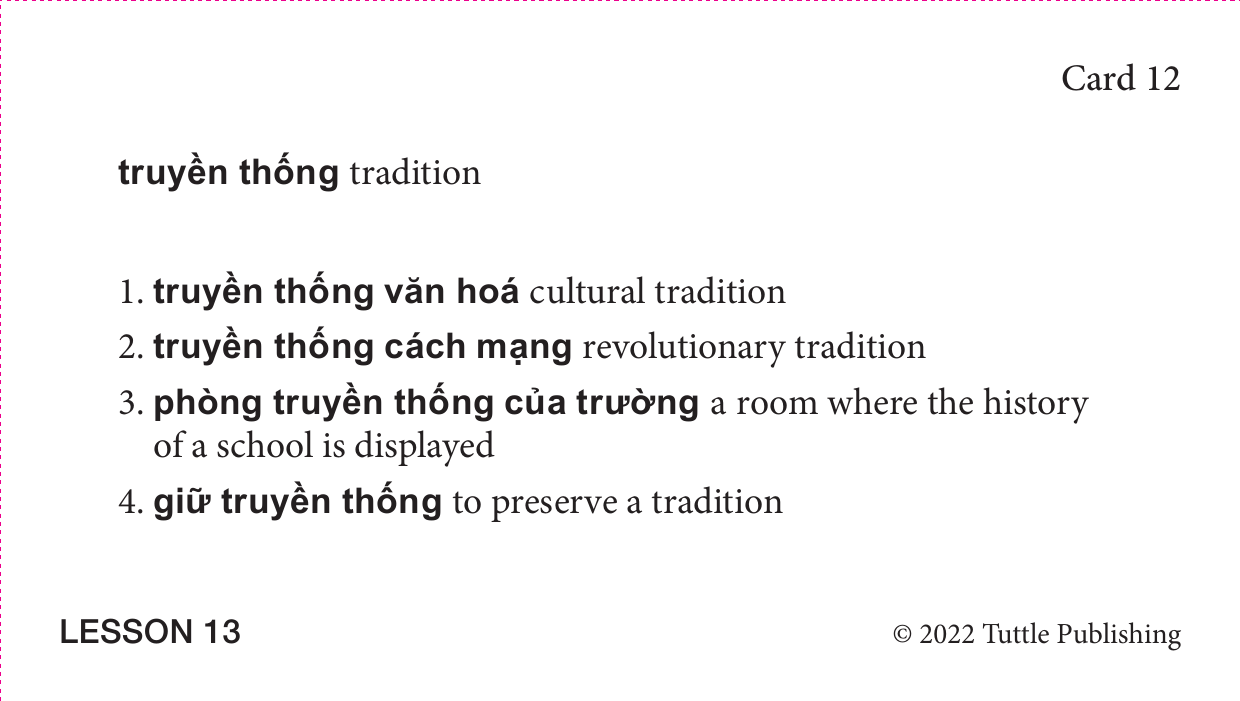 Card 12
truyền thống tradition
1. truyền thống văn hoá cultural tradition
2. truyền thống cách mạng revolutionary tradition
3. phòng truyền thống của trường a room where the history
of a school is displayed
4. giữ truyền thống to preserve a tradition
LESSON 13
© 2022 Tuttle Publishing